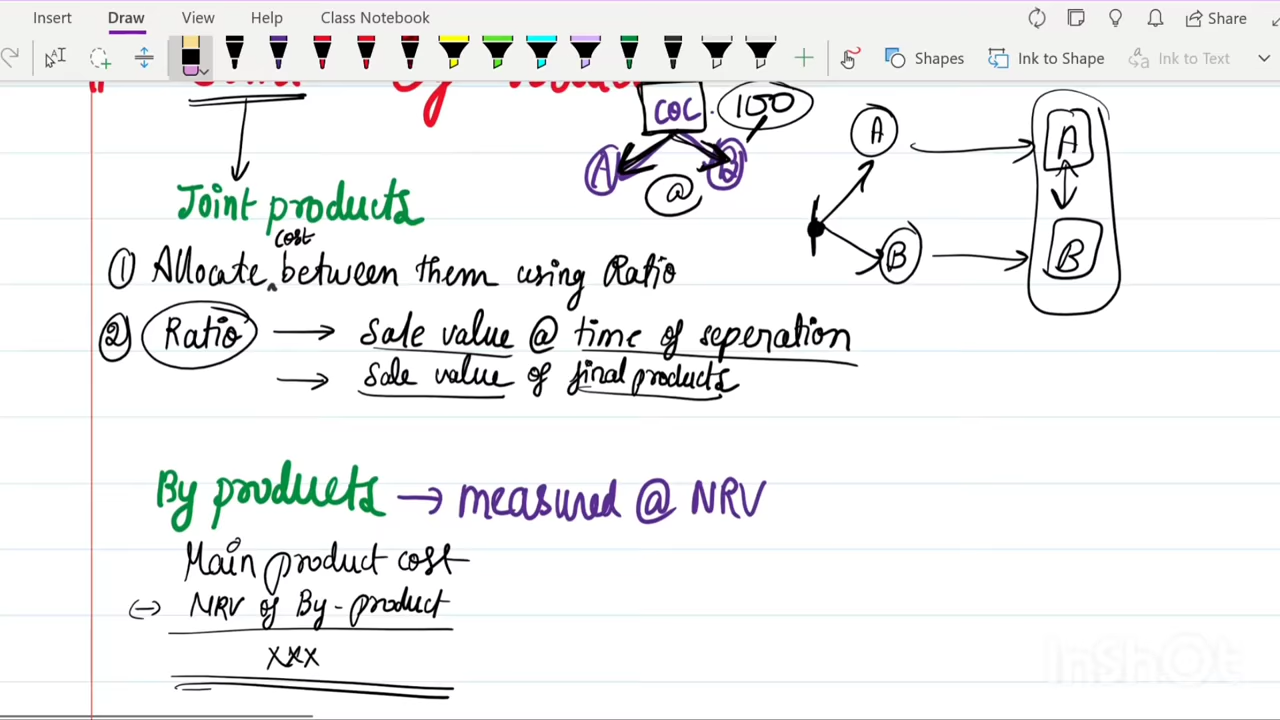 Insert Draw View Help Class Notebook Share
Shapes Ink to Shape Ink to Text
By
COC 100
A B
@
A A
B B
Joint products
cost
① Allocate between them using Ratio
② Ratio → Sale value @ time of seperation
→ Sale value of final products
By products → measured @ NRV
Main product cost
(-) NRV of By-product
XXX
InShOt